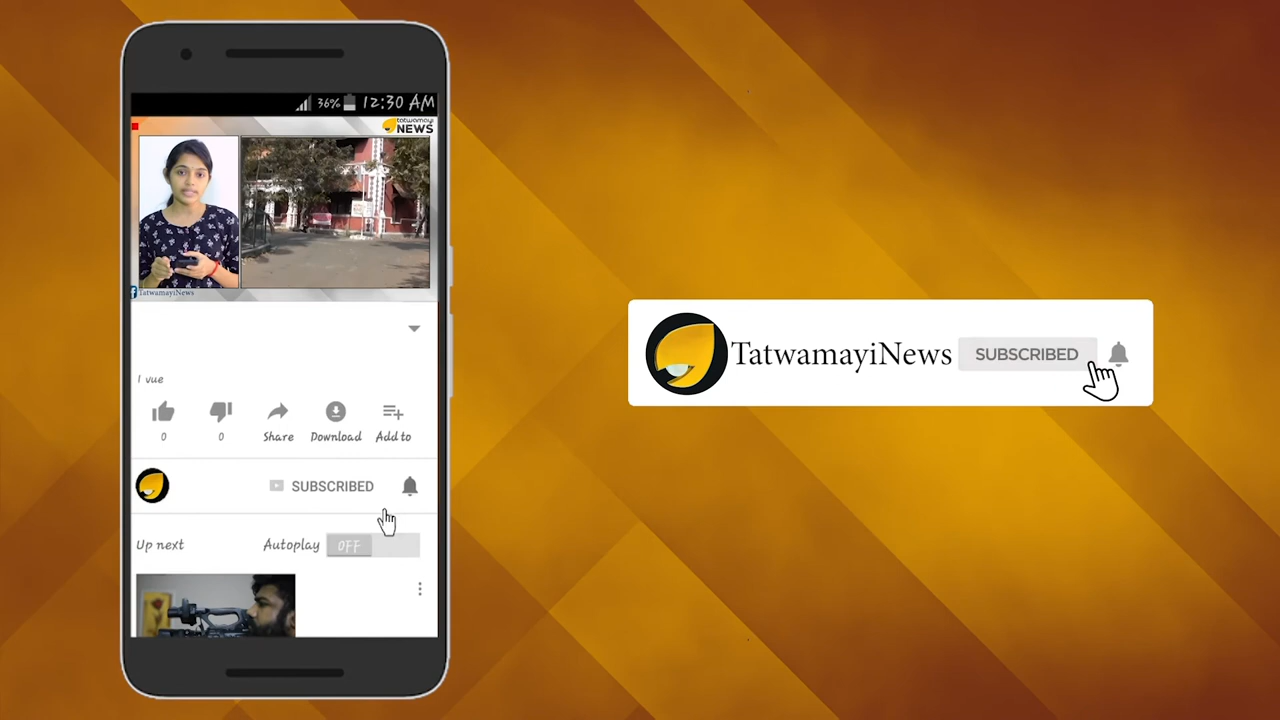 36% 12:30 AM
tatwamayi
NEWS
TatwamayiNews
1 vue
0 0 Share Download Add to
SUBSCRIBED
Up next Autoplay OFF
TatwamayiNews SUBSCRIBED